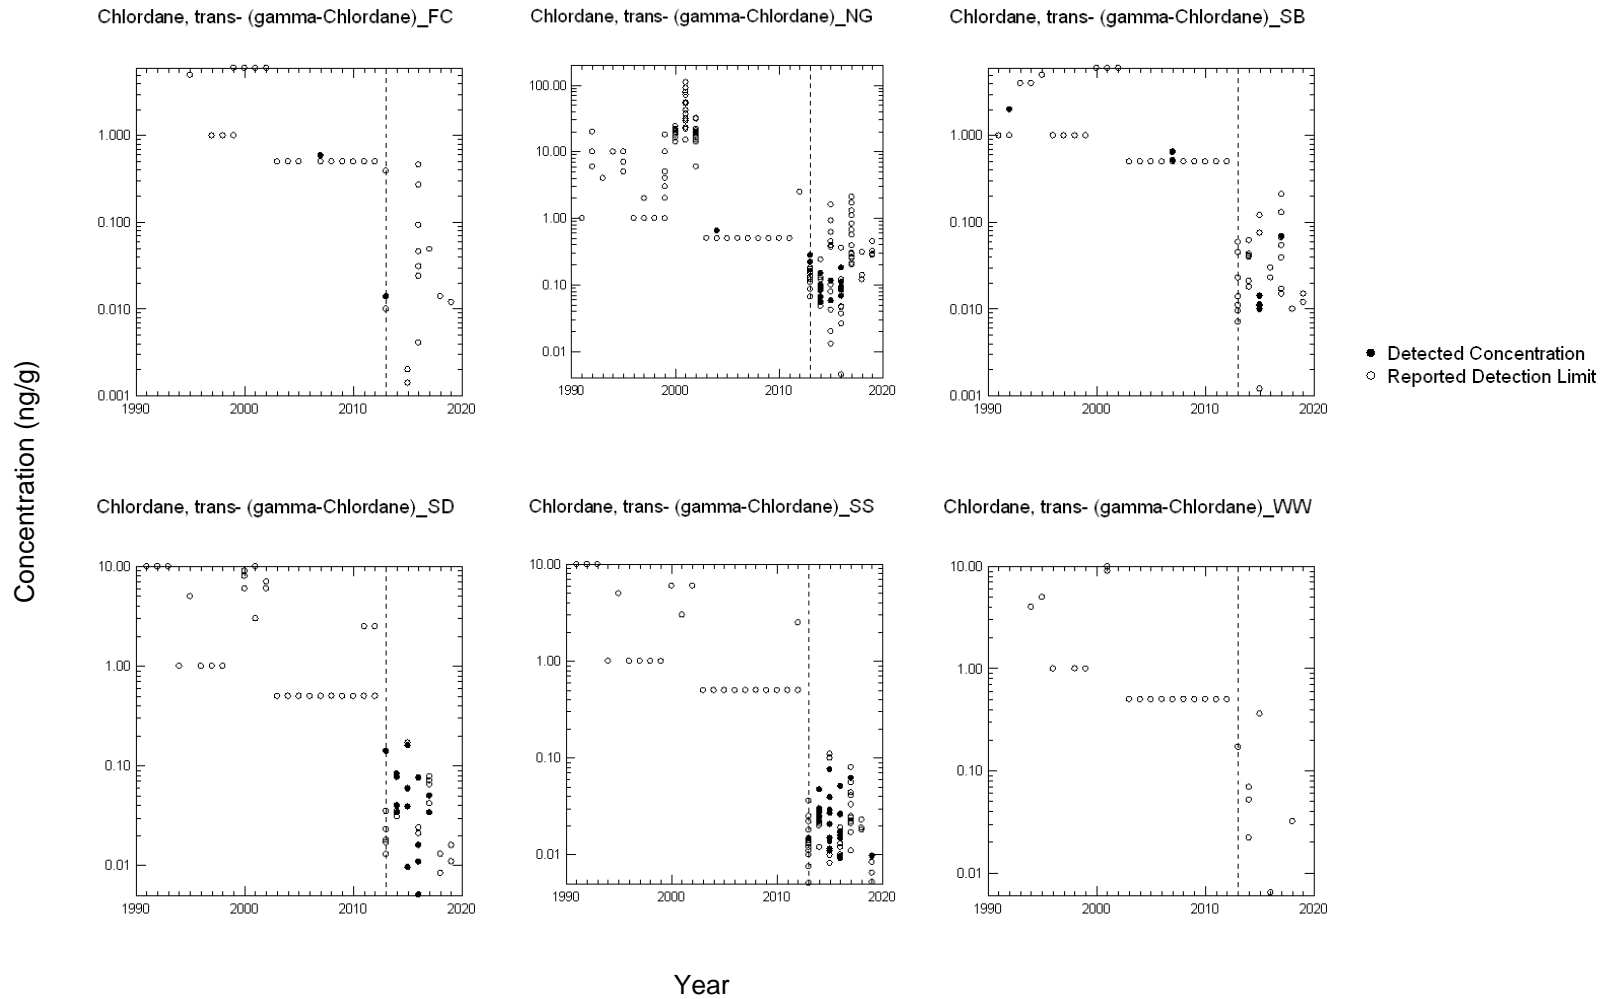 Chlordane, trans- (gamma-Chlordane)_FC
Chlordane, trans- (gamma-Chlordane)_NG
Chlordane, trans- (gamma-Chlordane)_SB
1.000
0.100
0.010
0.001
1990 2000 2010 2020
100.00
10.00
1.00
0.10
0.01
1990 2000 2010 2020
1.000
0.100
0.010
0.001
1990 2000 2010 2020
Detected Concentration
Reported Detection Limit
Concentration (ng/g)
Chlordane, trans- (gamma-Chlordane)_SD
Chlordane, trans- (gamma-Chlordane)_SS
Chlordane, trans- (gamma-Chlordane)_WW
10.00
1.00
0.10
0.01
1990 2000 2010 2020
10.00
1.00
0.10
0.01
1990 2000 2010 2020
10.00
1.00
0.10
0.01
1990 2000 2010 2020
Year